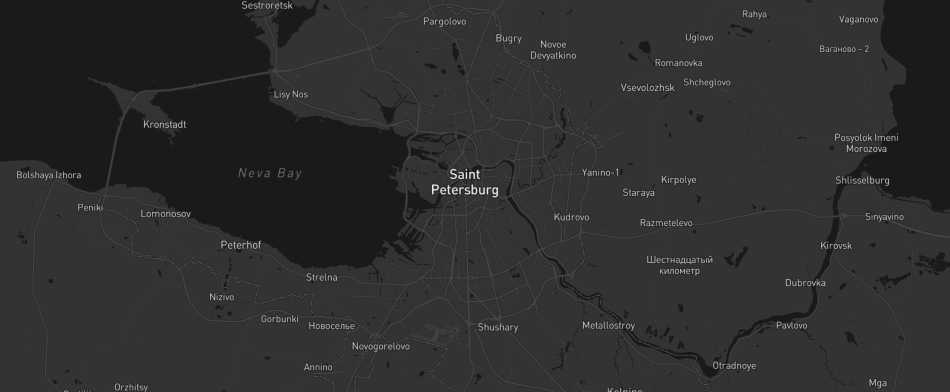 Sestroretsk
Pargolovo
Rahya
Vaganovo
Bugry
Uglovo
Novoe
Devyatkino
Ваганово – 2
Romanovka
Vsevolozhsk
Shcheglovo
Lisy Nos
Kronstadt
Posyolok Imeni
Morozova
Neva Bay
Saint
Petersburg
Yanino-1
Bolshaya Izhora
Kirpolye
Shlisselburg
Staraya
Peniki
Lomonosov
Kudrovo
Razmetelevo
Sinyavino
Peterhof
Kirovsk
Шестнадцатый
километр
Strelna
Dubrovka
Nizivo
Gorbunki
Новоселье
Shushary
Metallostroy
Pavlovo
Novogorelovo
Annino
Otradnoye
Mga
Orzhitsy